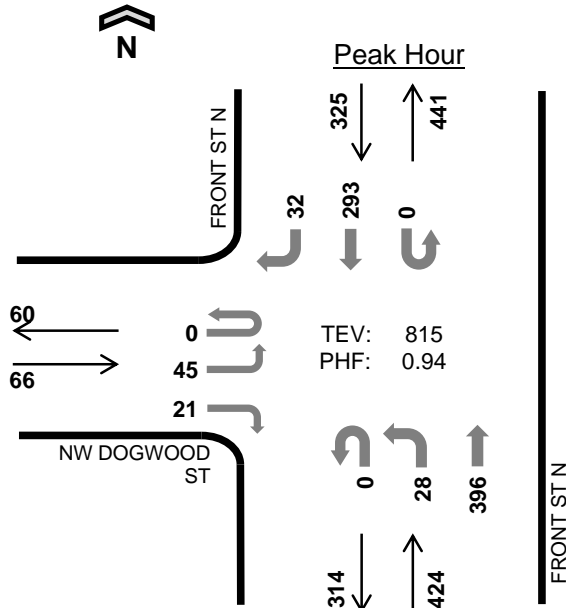 N
Peak Hour
325
441
FRONT ST N
32
293
0
60
66
0
45
21
TEV: 815
PHF: 0.94
NW DOGWOOD
ST
0
28
396
314
424
FRONT ST N